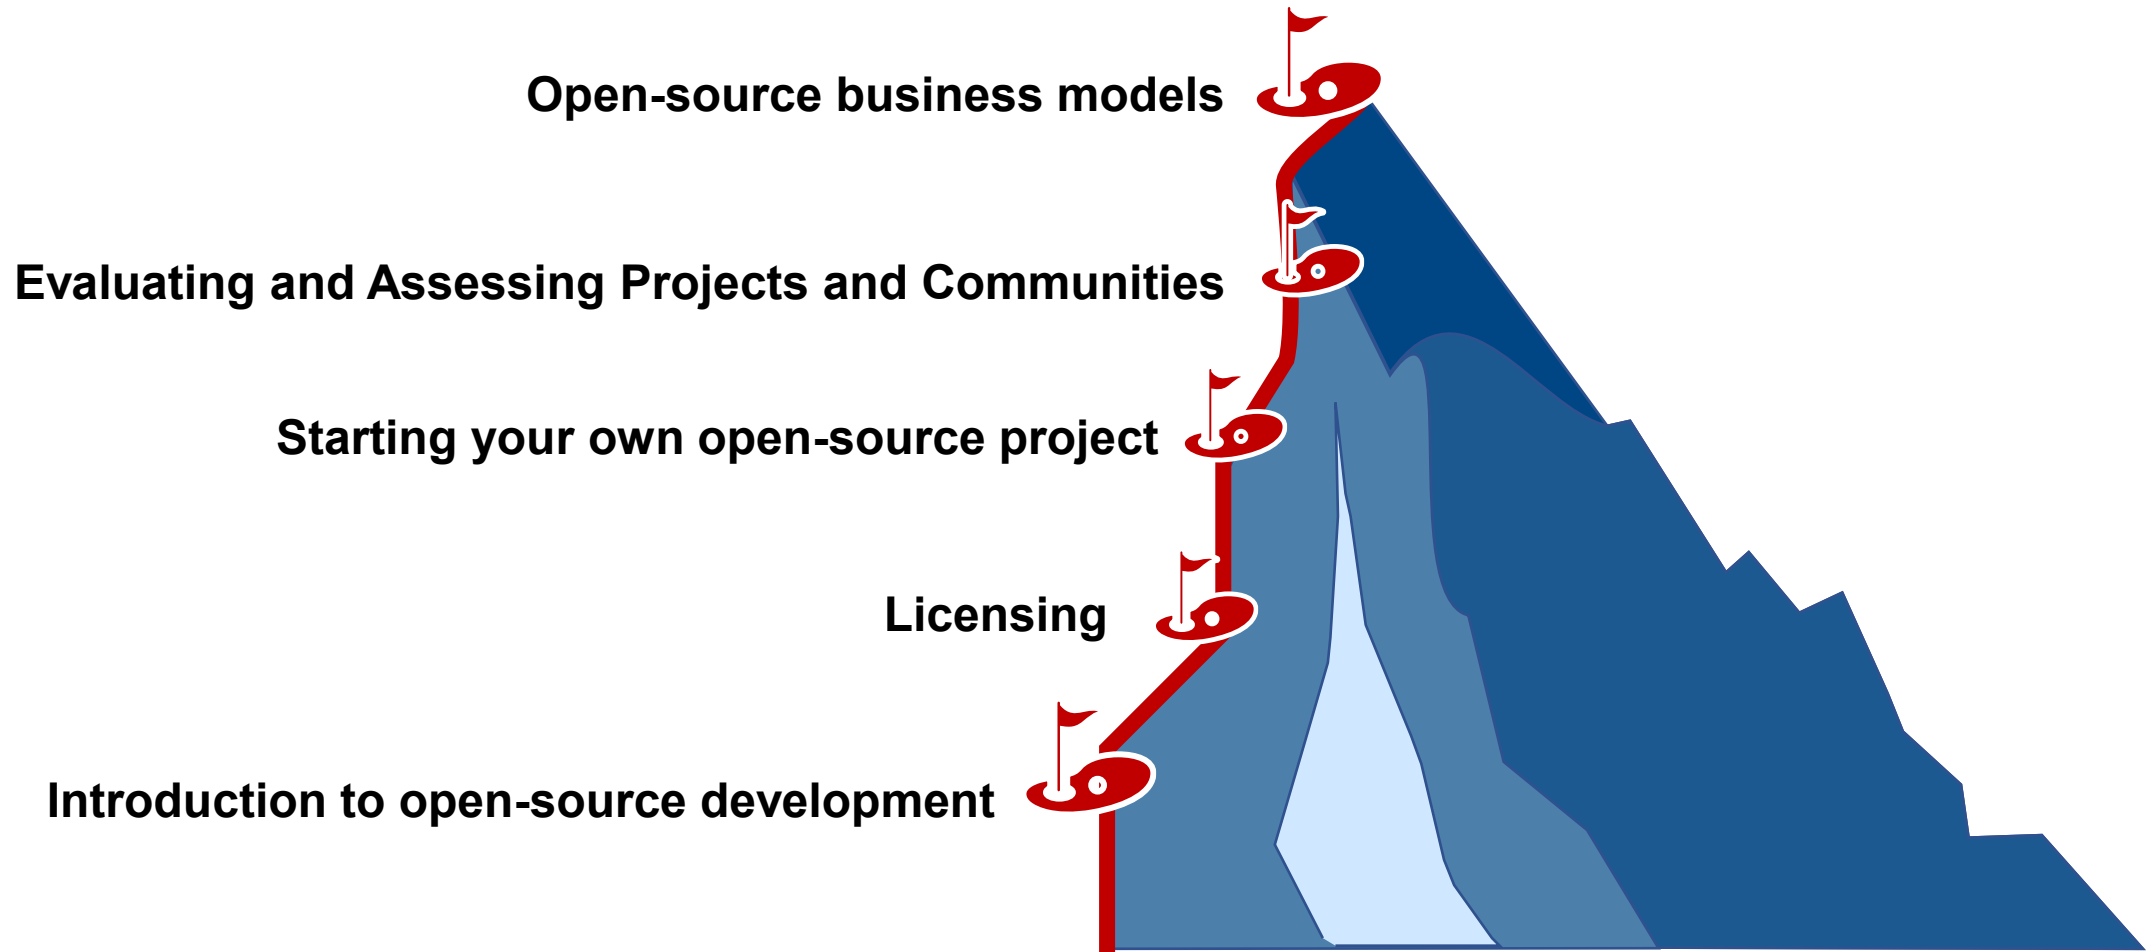 Open-source business models
Evaluating and Assessing Projects and Communities
Starting your own open-source project
Licensing
Introduction to open-source development